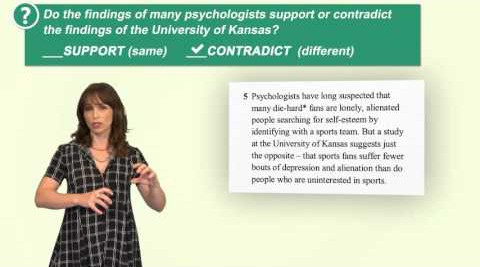 ? Do the findings of many psychologists support or contradict
the findings of the University of Kansas?
___SUPPORT (same) ✔___CONTRADICT (different)
5 Psychologists have long suspected that
many die-hard* fans are lonely, alienated
people searching for self-esteem by
identifying with a sports team. But a study
at the University of Kansas suggests just
the opposite – that sports fans suffer fewer
bouts of depression and alienation than do
people who are uninterested in sports.